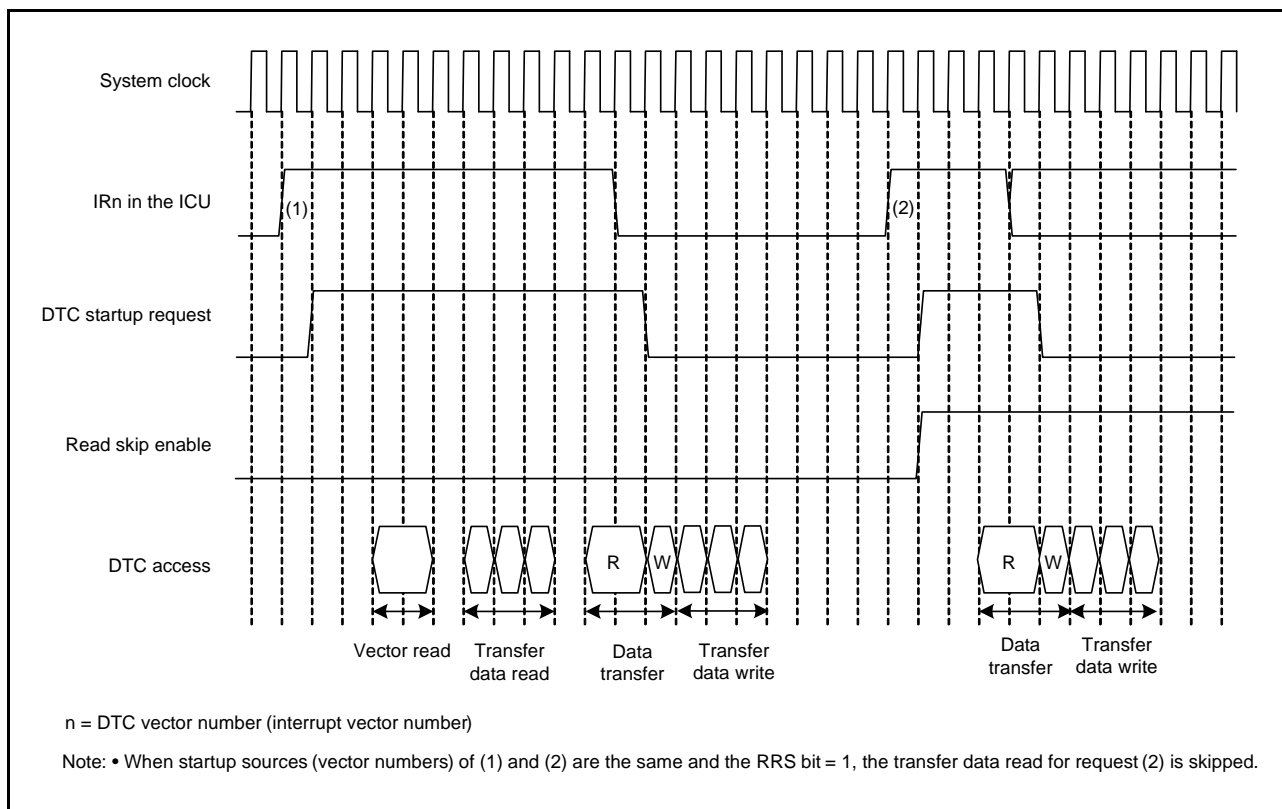 System clock
IRn in the ICU
(1)
(2)
DTC startup request
Read skip enable
DTC access
R
W
R
W
Vector read
Transfer
data read
Data
transfer
Transfer
data write
Data
transfer
Transfer
data write
n = DTC vector number (interrupt vector number)
Note: • When startup sources (vector numbers) of (1) and (2) are the same and the RRS bit = 1, the transfer data read for request (2) is skipped.